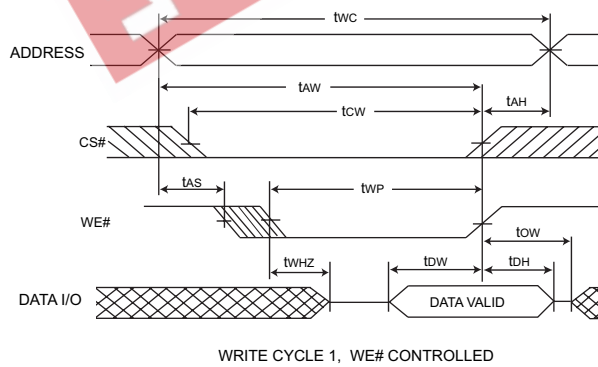 tWC
ADDRESS
tAW
tCW
tAH
CS#
tAS
tWP
WE#
tOW
tWHZ
tDW
tDH
DATA I/O
DATA VALID
WRITE CYCLE 1, WE# CONTROLLED